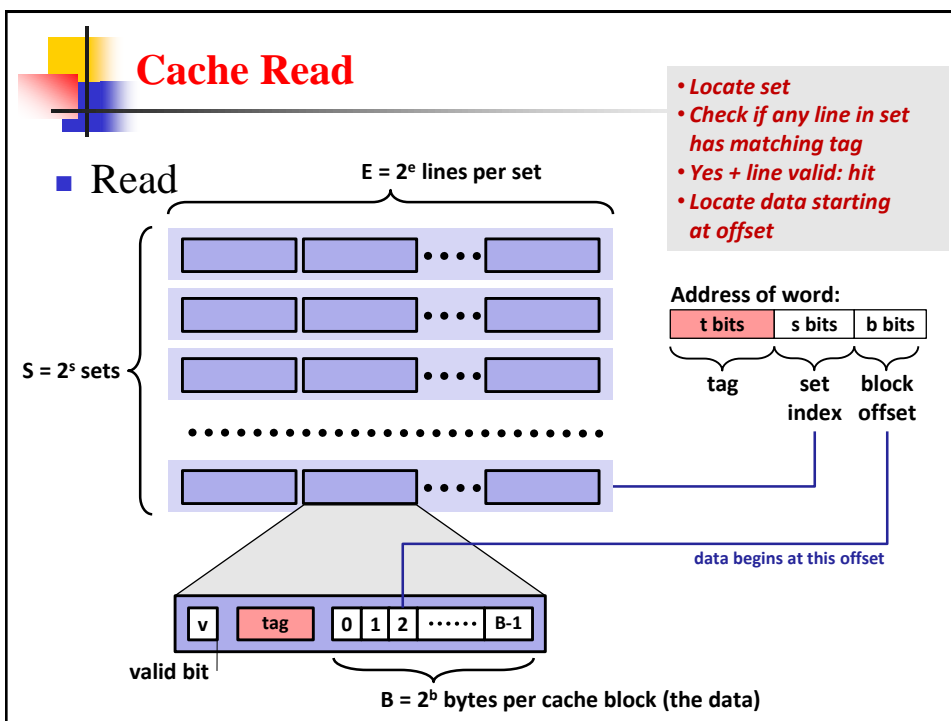 Cache Read
• Locate set
• Check if any line in set
has matching tag
• Yes + line valid: hit
• Locate data starting
at offset
■ Read
E = 2ᵉ lines per set
S = 2ˢ sets
Address of word:
t bits s bits b bits
tag set block
index offset
data begins at this offset
v tag 0 1 2 •••••• B-1
valid bit
B = 2ᵇ bytes per cache block (the data)